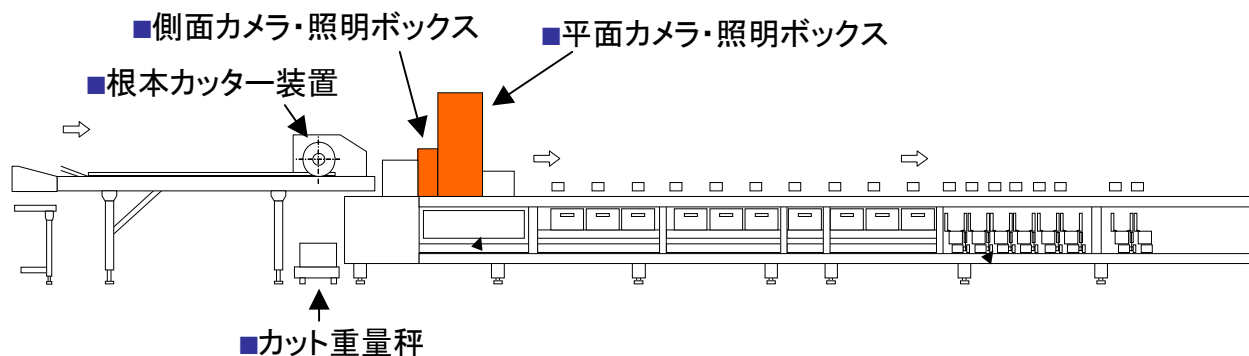 ■側面カメラ・照明ボックス
■平面カメラ・照明ボックス
■根本カッター装置
■カット重量秤